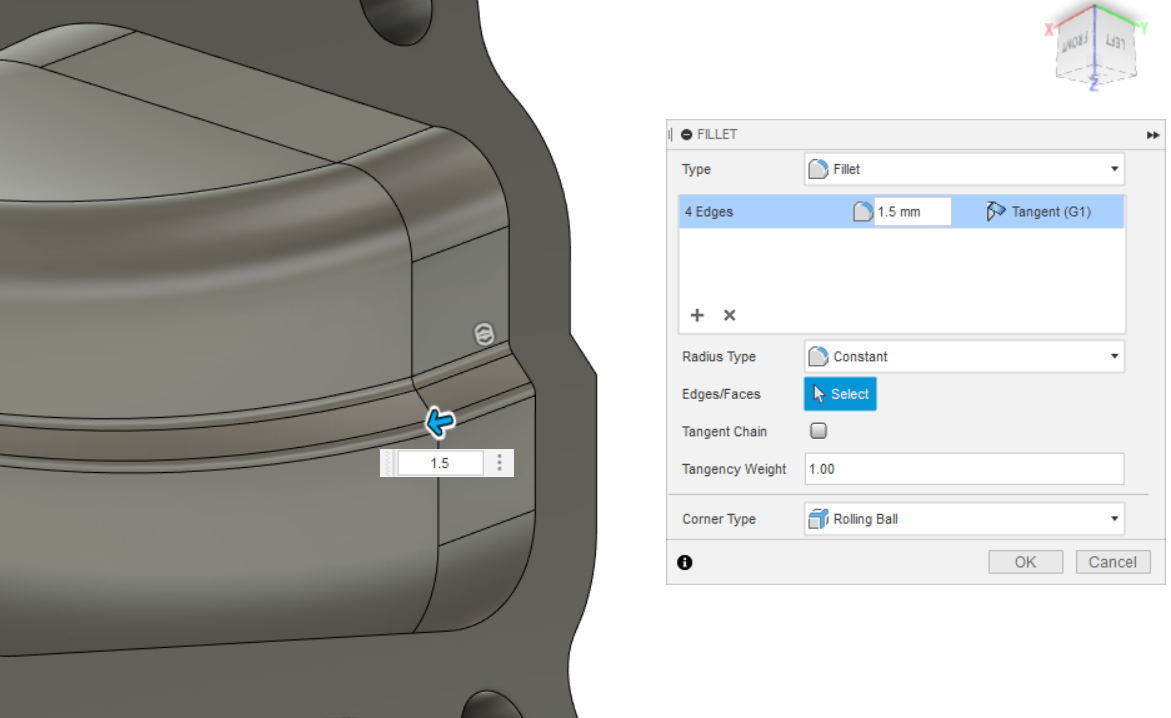 X
Y
FRONT
LEFT
Z
FILLET
Type
Fillet
4 Edges
1.5 mm
Tangent (G1)
Radius Type
Constant
Edges/Faces
Select
Tangent Chain
1.5
Tangency Weight
1.00
Corner Type
Rolling Ball
OK
Cancel